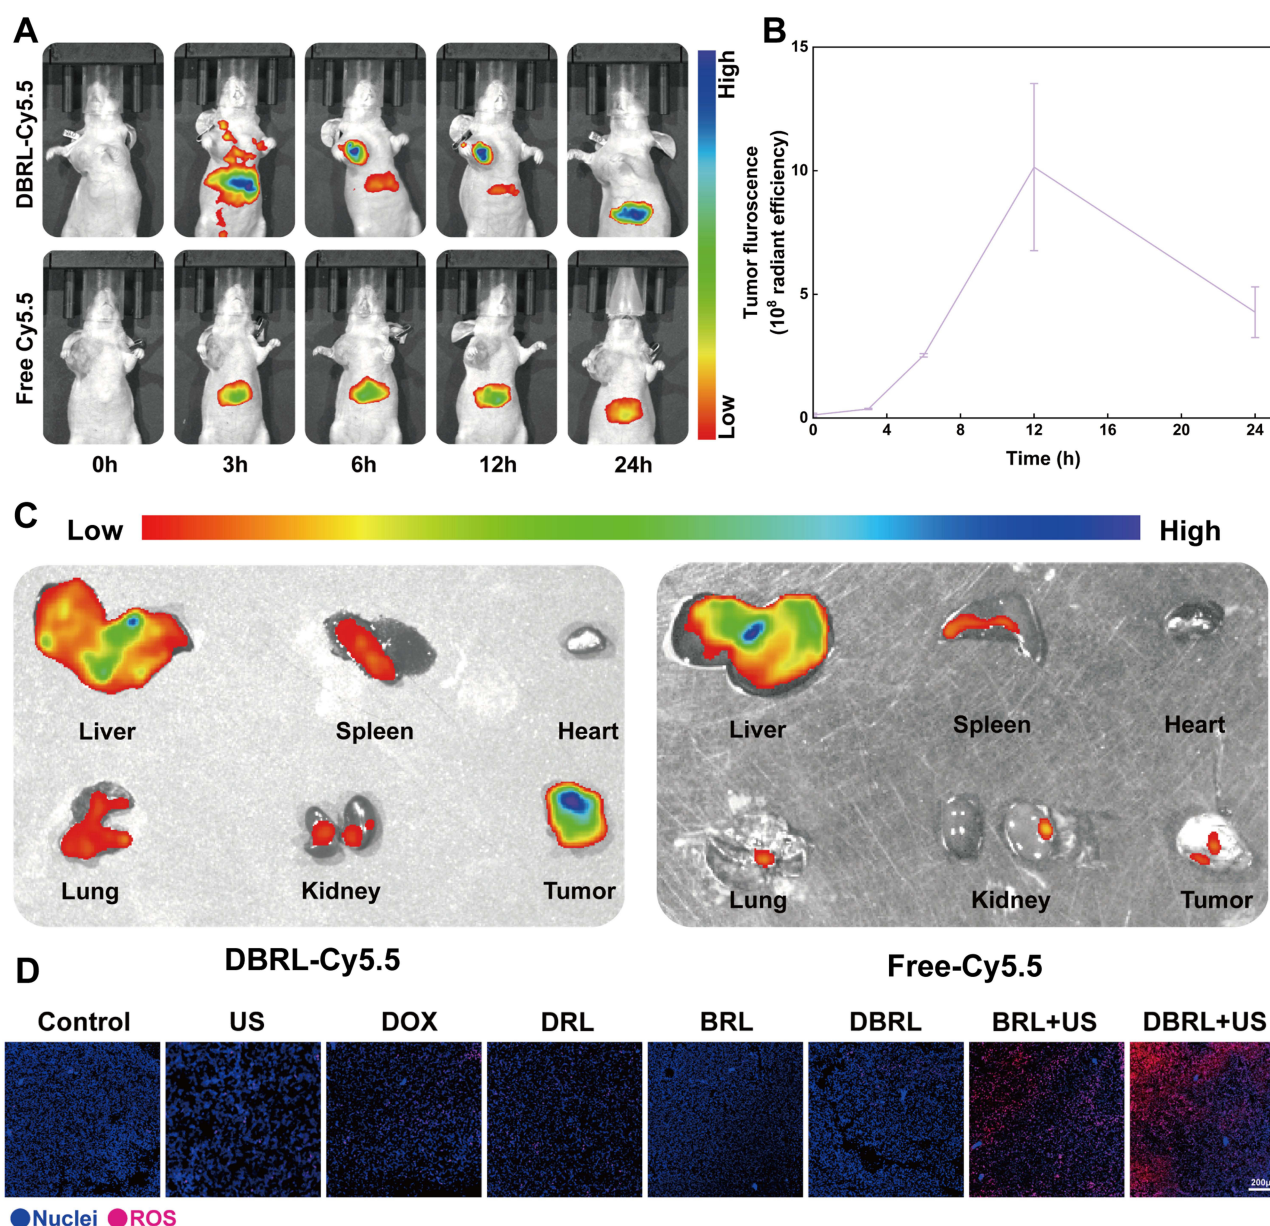 A
B
DBRL-Cy5.5
Free Cy5.5
High
Low
0h
3h
6h
12h
24h
Tumor fluroscence
(10⁸ radiant efficiency)
15
10
5
0
0
4
8
12
16
20
24
Time (h)
C
Low
High
Liver
Spleen
Heart
Lung
Kidney
Tumor
DBRL-Cy5.5
Liver
Spleen
Heart
Lung
Kidney
Tumor
Free-Cy5.5
D
Control
US
DOX
DRL
BRL
DBRL
BRL+US
DBRL+US
Nuclei
ROS